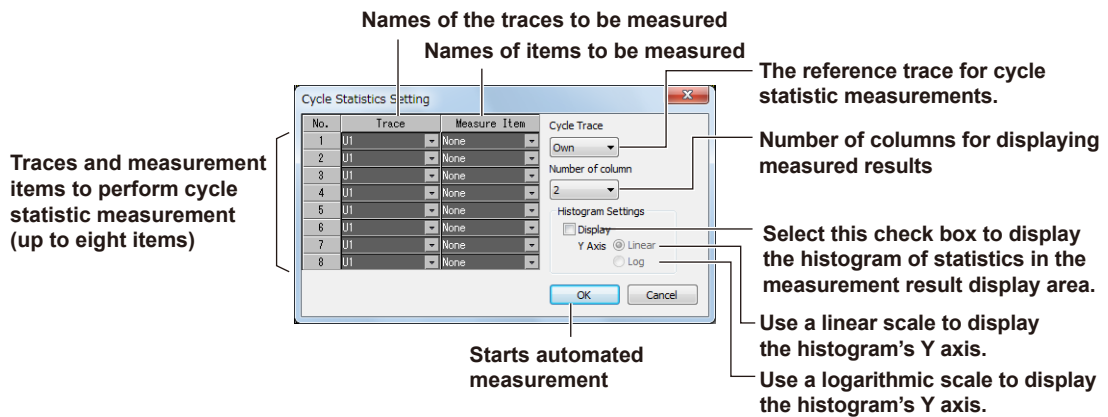 Names of the traces to be measured
Names of items to be measured
The reference trace for cycle
statistic measurements.
Cycle Statistics Setting
No. Trace Measure Item
1 U1 None
2 U1 None
3 U1 None
4 U1 None
5 U1 None
6 U1 None
7 U1 None
8 U1 None
Cycle Trace
Own
Number of column
2
Histogram Settings
Display
Y Axis Linear
Log
OK Cancel
Traces and measurement
items to perform cycle
statistic measurement
(up to eight items)
Number of columns for displaying
measured results
Select this check box to display
the histogram of statistics in the
measurement result display area.
Use a linear scale to display
the histogram's Y axis.
Use a logarithmic scale to display
the histogram's Y axis.
Starts automated
measurement